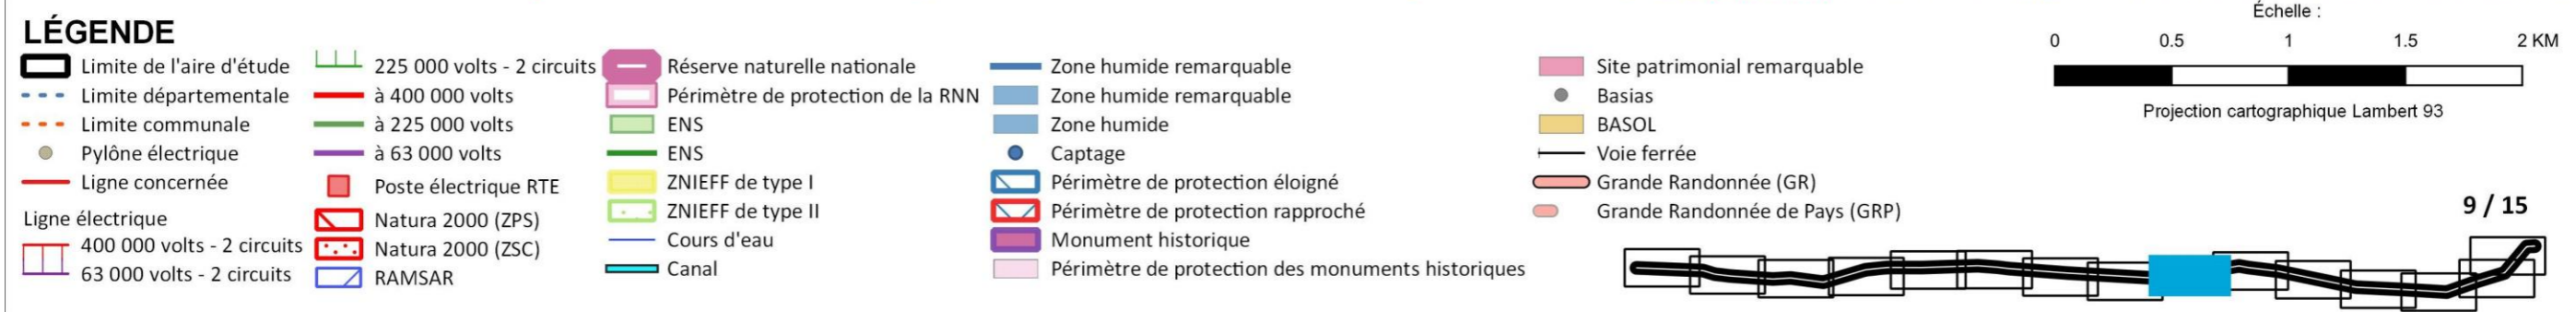 LÉGENDE
Limite de l'aire d'étude
Limite départementale
Limite communale
Pylône électrique
Ligne concernée
Ligne électrique
400 000 volts - 2 circuits
63 000 volts - 2 circuits
225 000 volts - 2 circuits
à 400 000 volts
à 225 000 volts
à 63 000 volts
Poste électrique RTE
Natura 2000 (ZPS)
Natura 2000 (ZSC)
RAMSAR
Réserve naturelle nationale
Périmètre de protection de la RNN
ENS
ENS
ZNIEFF de type I
ZNIEFF de type II
Cours d'eau
Canal
Zone humide remarquable
Zone humide remarquable
Zone humide
Captage
Périmètre de protection éloigné
Périmètre de protection rapproché
Monument historique
Périmètre de protection des monuments historiques
Site patrimonial remarquable
Basias
BASOL
Voie ferrée
Grande Randonnée (GR)
Grande Randonnée de Pays (GRP)
Échelle :
0 0.5 1 1.5 2 KM
Projection cartographique Lambert 93
9 / 15